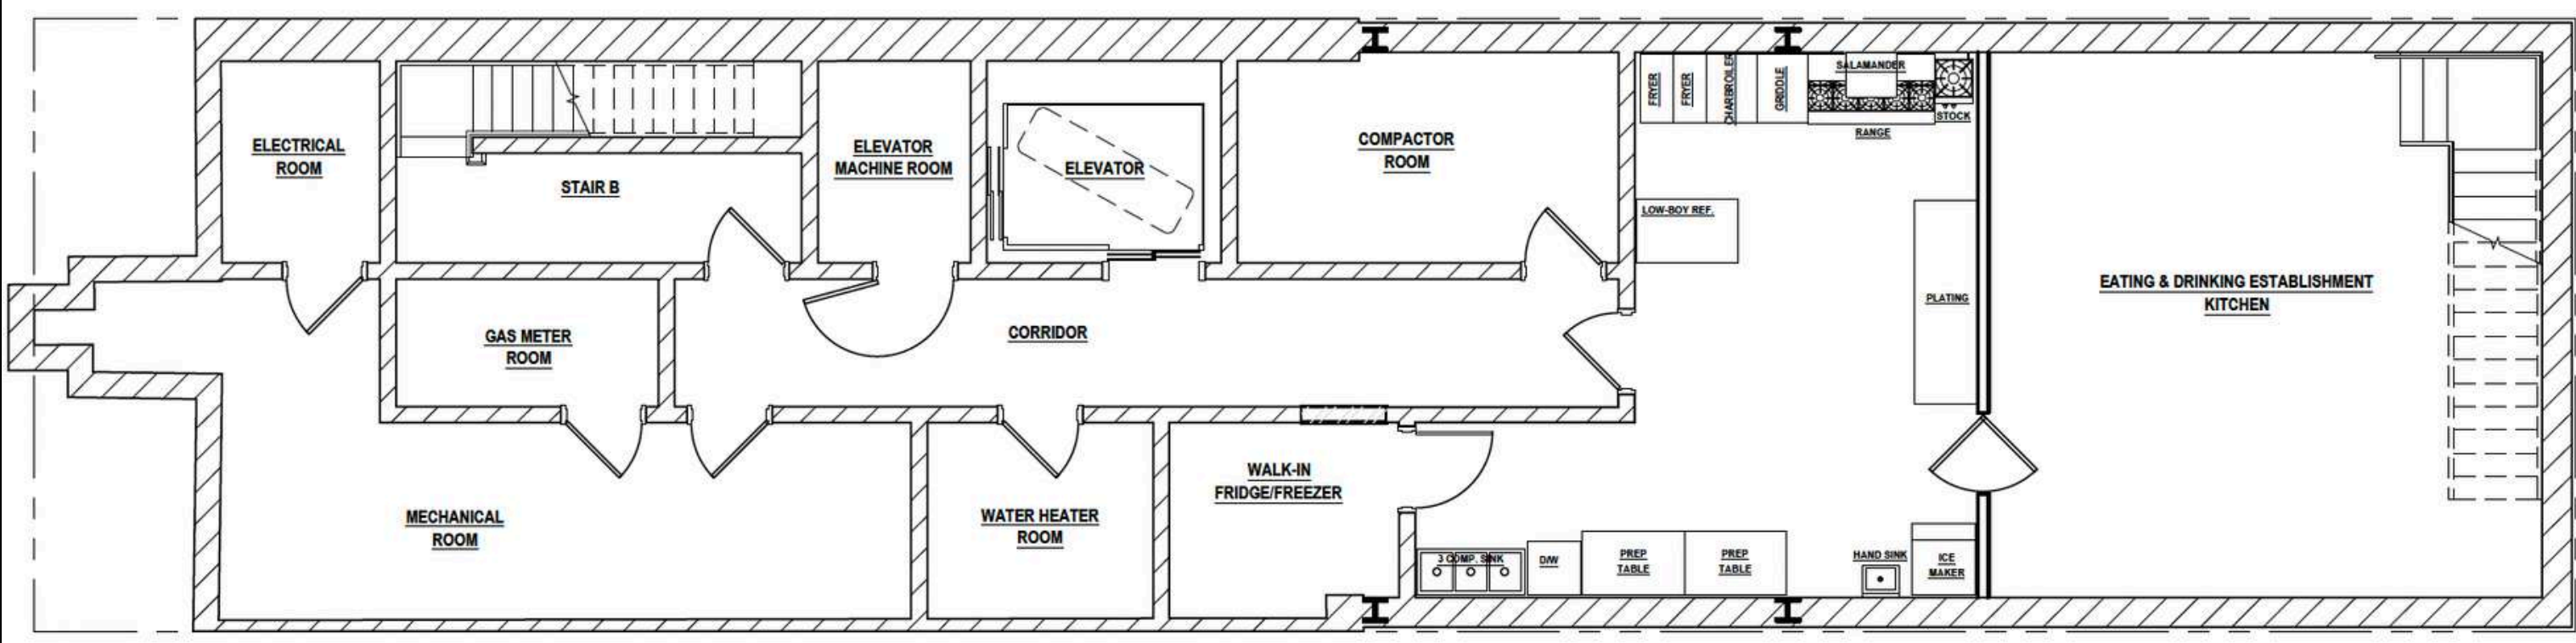 ELECTRICAL
ROOM
STAIR B
ELEVATOR
MACHINE ROOM
ELEVATOR
COMPACTOR
ROOM
FRYER
FRYER
CHARBROILER
GRIDDLE
SALAMANDER
STOCK
RANGE
LOW-BOY REF.
PLATING
EATING & DRINKING ESTABLISHMENT
KITCHEN
GAS METER
ROOM
CORRIDOR
MECHANICAL
ROOM
WATER HEATER
ROOM
WALK-IN
FRIDGE/FREEZER
3 COMP. SINK
D/W
PREP
TABLE
PREP
TABLE
HAND SINK
ICE
MAKER